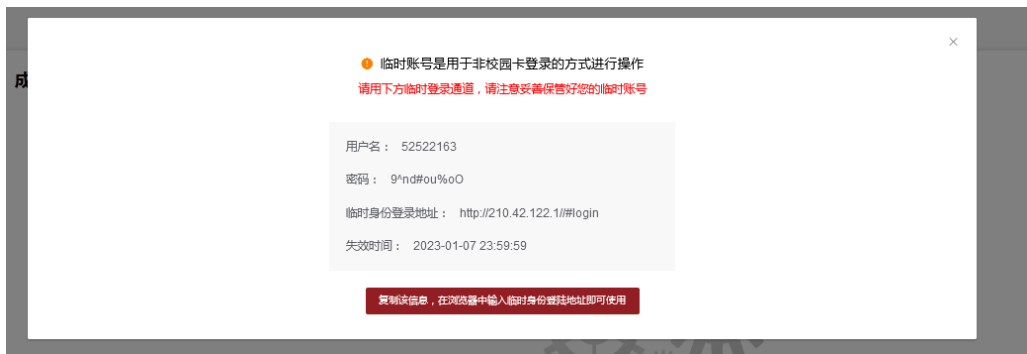 成
临时账号是用于非校园卡登录的方式进行操作
请用下方临时登录通道，请注意妥善保管好您的临时账号
用户名： 52522163
密码： 9^nd#ou%oO
临时身份登录地址： http://210.42.122.1//#login
失效时间： 2023-01-07 23:59:59
复制该信息，在浏览器中输入临时身份登陆地址即可使用